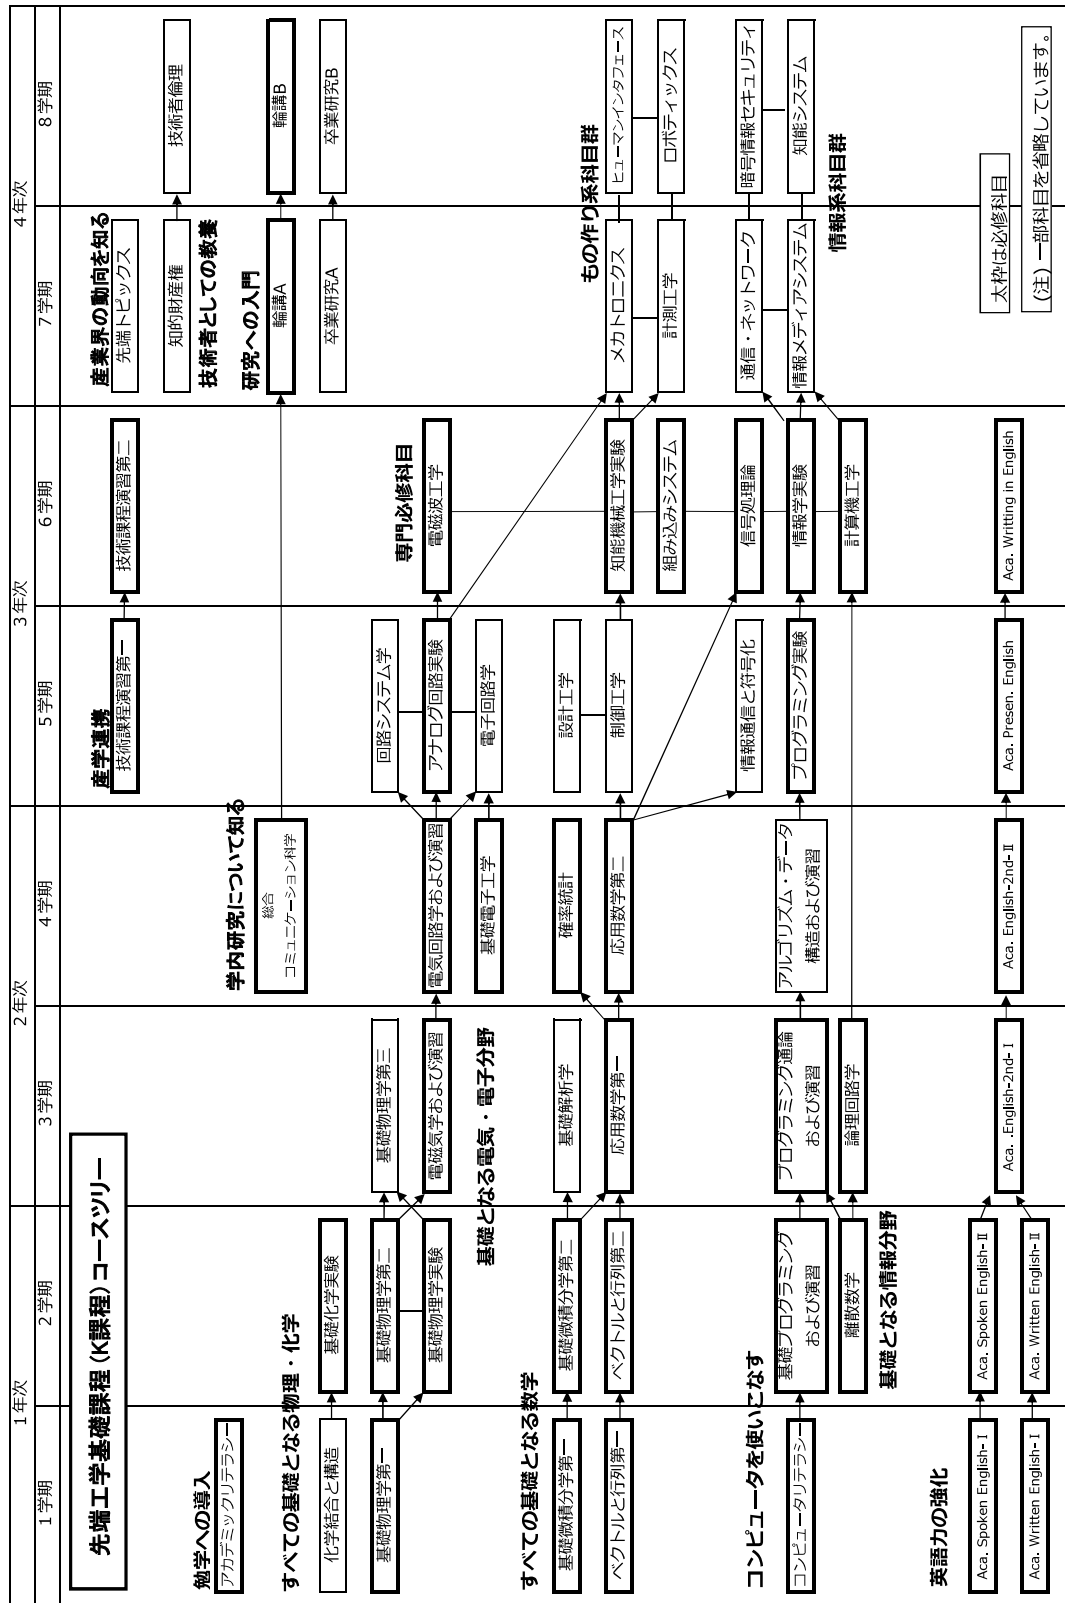 1年次
2年次
3年次
4年次
1学期
2学期
3学期
4学期
5学期
6学期
7学期
8学期
先端工学基礎課程(K課程)コースツリー
産学連携
技術課程演習第一
技術課程演習第二
産業界の動向を知る
先端トピックス
知的財産権
技術者倫理
技術者としての教養
勉学への導入
アカデミックリテラシー
学内研究について知る
総合
コミュニケーション科学
研究への入門
輪講A
輪講B
卒業研究A
卒業研究B
すべての基礎となる物理・化学
化学結合と構造
基礎化学実験
基礎物理学第一
基礎物理学第二
基礎物理学第三
回路システム学
基礎物理学実験
電磁気学および演習
電気回路学および演習
アナログ回路実験
専門必修科目
電磁波工学
基礎となる電気・電子分野
基礎電子工学
電子回路学
すべての基礎となる数学
基礎微積分学第一
基礎微積分学第二
基礎解析学
確率統計
設計工学
もの作り系科目群
ベクトルと行列第一
ベクトルと行列第二
応用数学第一
応用数学第二
制御工学
知能機械工学実験
メカトロニクス
ヒューマンインタフェース
組み込みシステム
計測工学
ロボティックス
情報通信と符号化
信号処理論
通信・ネットワーク
暗号情報セキュリティ
コンピュータを使いこなす
コンピュータリテラシー
基礎プログラミング
および演習
プログラミング通論
および演習
アルゴリズム・データ
構造および演習
プログラミング実験
情報学実験
情報メディアシステム
知能システム
情報系科目群
離散数学
論理回路学
計算機工学
基礎となる情報分野
英語力の強化
Aca. Spoken English-Ⅰ
Aca. Spoken English-Ⅱ
Aca. .English-2nd-Ⅰ
Aca. English-2nd-Ⅱ
Aca. Presen. English
Aca. Writting in English
Aca. Written English-Ⅰ
Aca. Written English-Ⅱ
太枠は必修科目
(注)一部科目を省略しています。